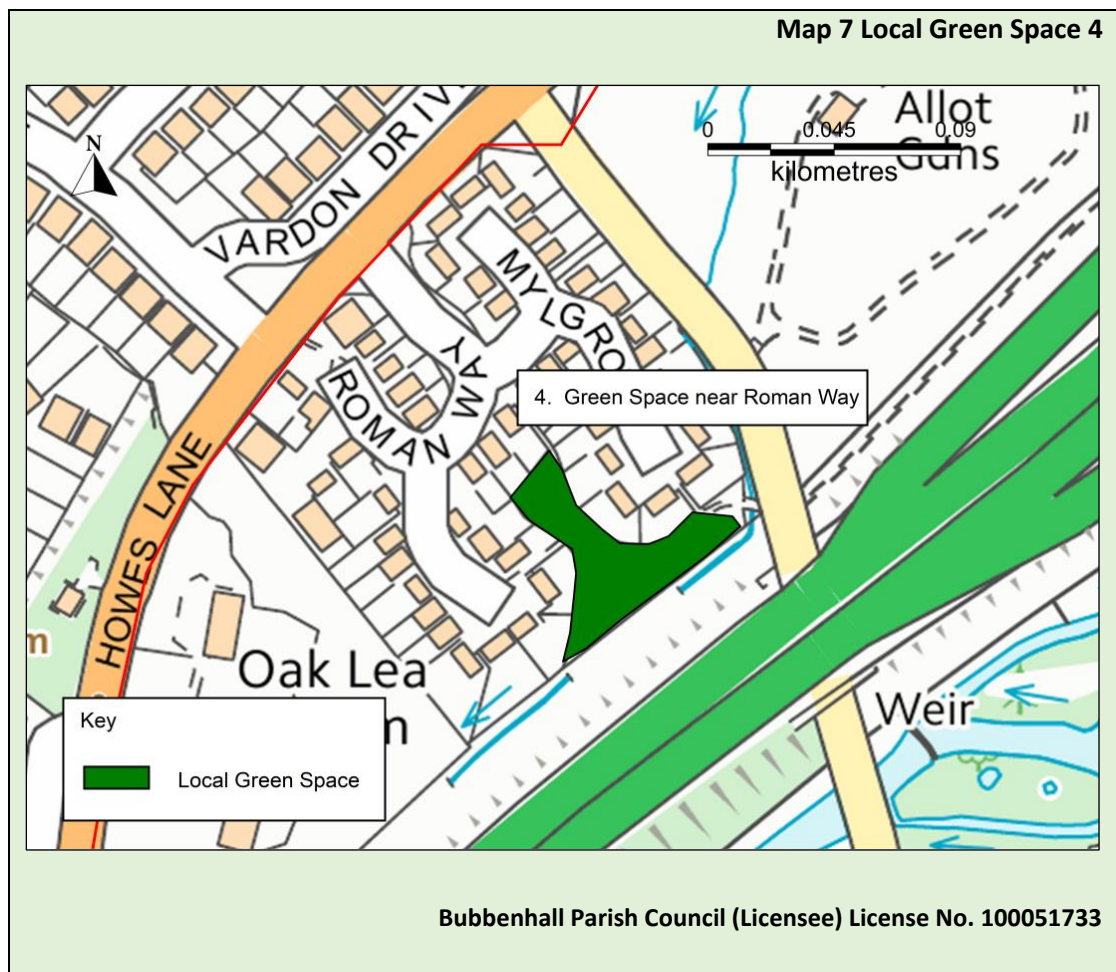 Map 7 Local Green Space 4
Allot
Gdns
0 0.045 0.09
kilometres
N
VARDON DRIV
MYLGRO
WAY
ROMAN
4. Green Space near Roman Way
HOWES LANE
m
Oak Lea
m
Weir
Key
Local Green Space
Bubbenhall Parish Council (Licensee) License No. 100051733